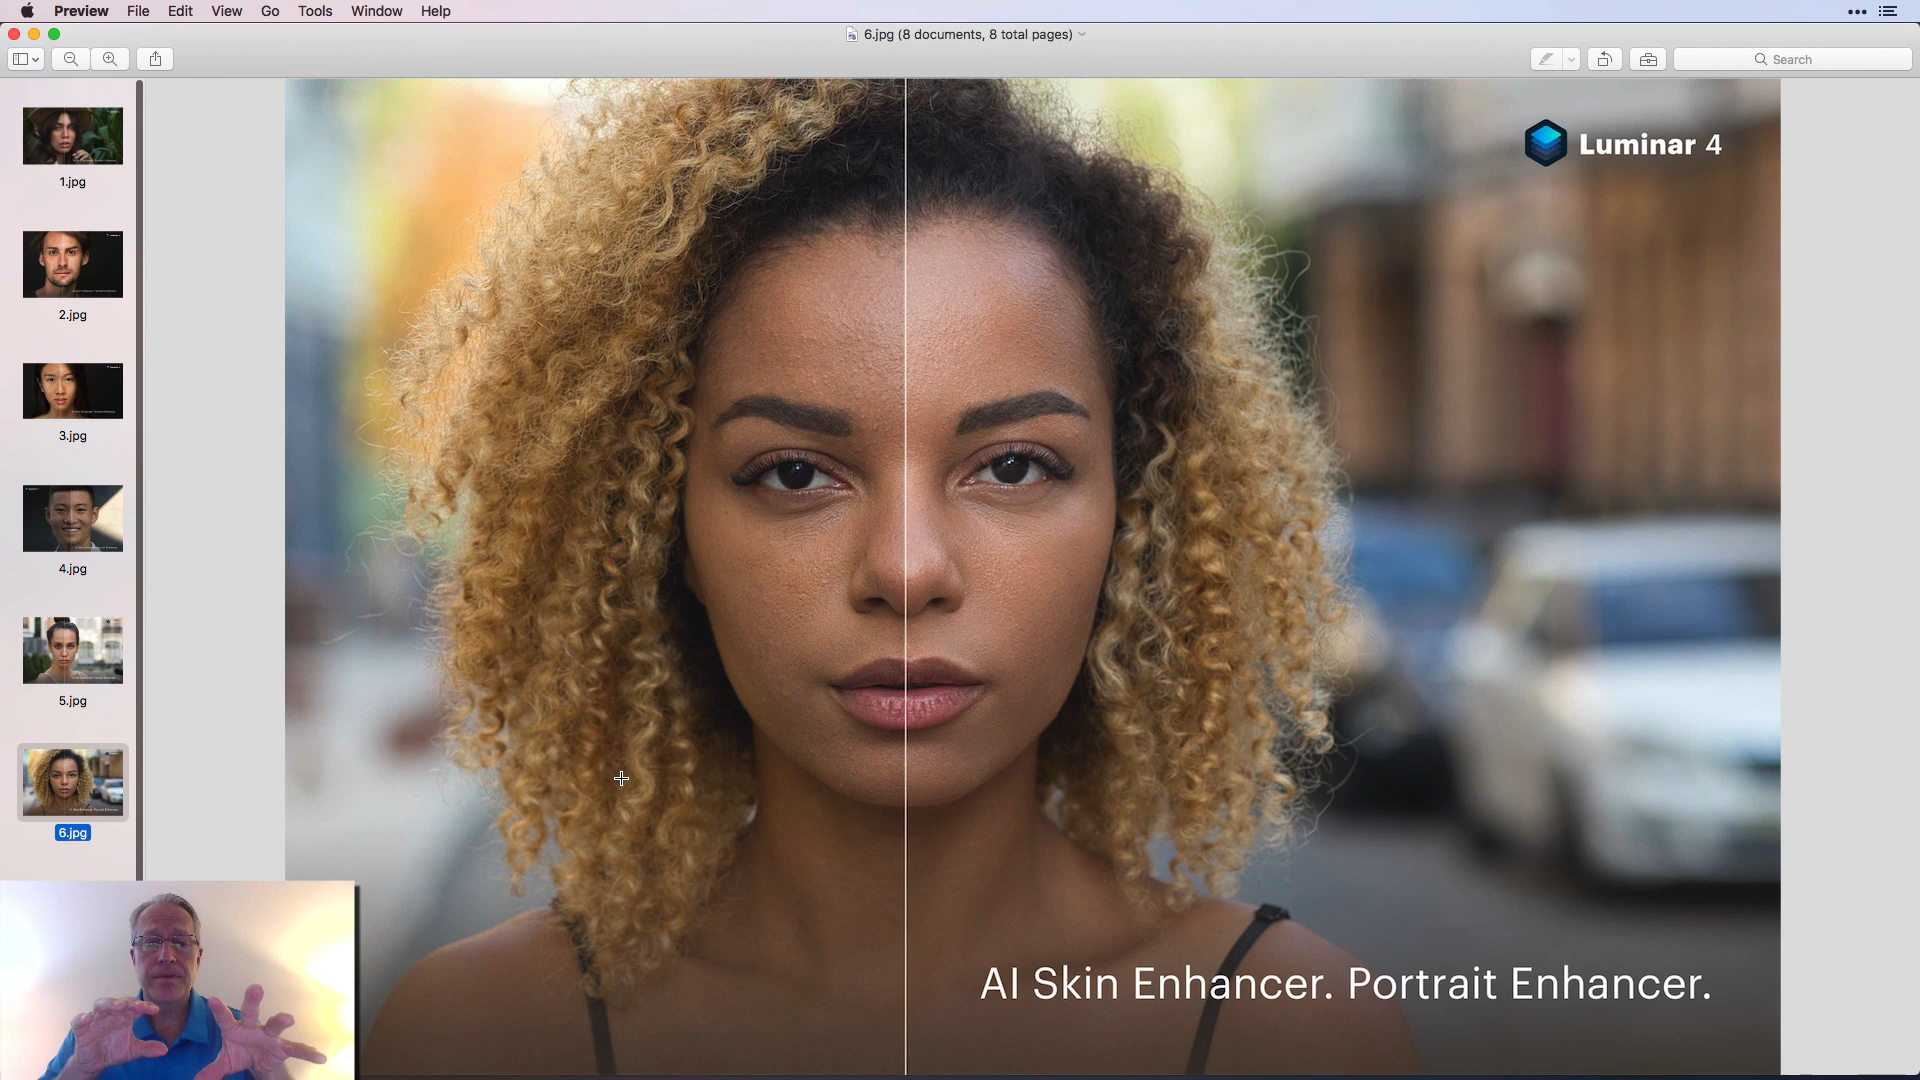 Preview File Edit View Go Tools Window Help
6.jpg (8 documents, 8 total pages)
Search
1.jpg
2.jpg
3.jpg
4.jpg
5.jpg
6.jpg
Luminar 4
AI Skin Enhancer. Portrait Enhancer.